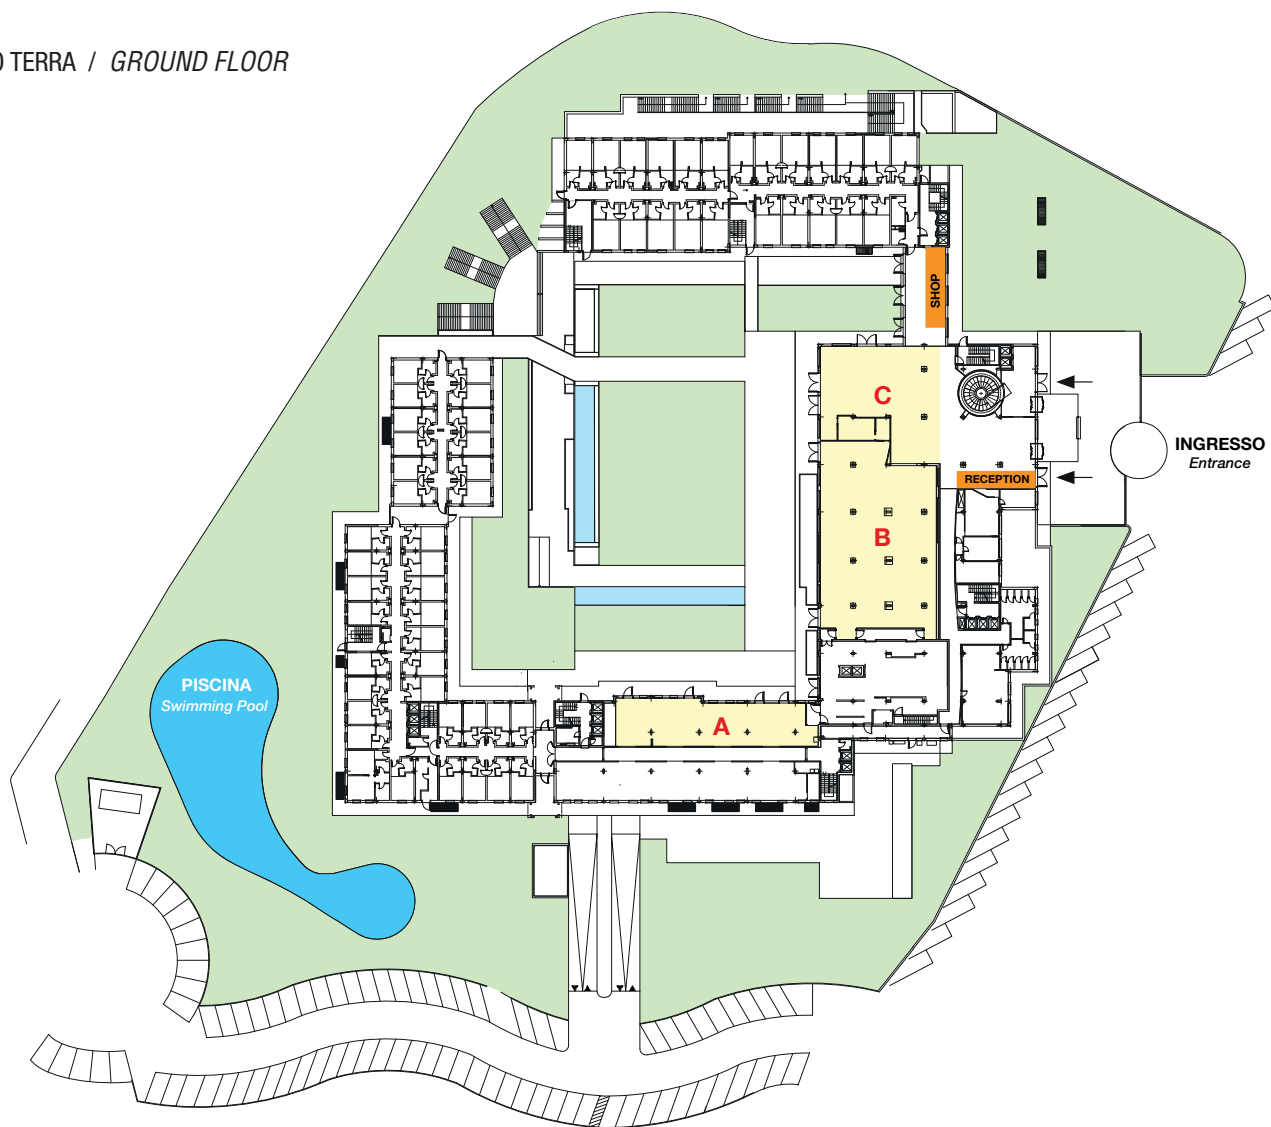 TERRA / GROUND FLOOR
SHOP
C
INGRESSO
Entrance
RECEPTION
B
PISCINA
Swimming Pool
A